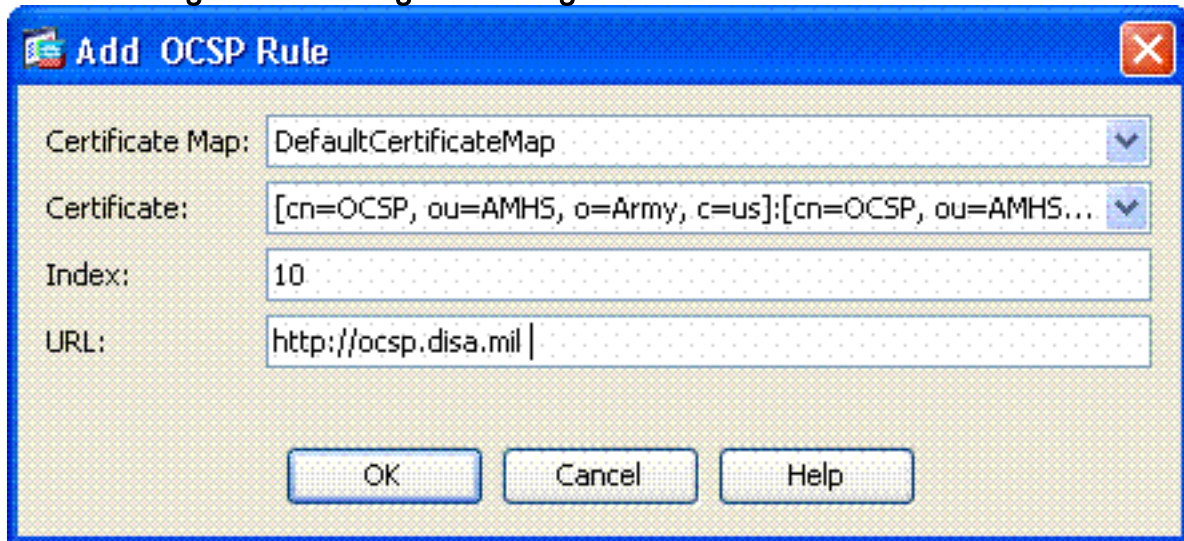 Add OCSP Rule
Certificate Map: DefaultCertificateMap
Certificate: [cn=OCSP, ou=AMHS, o=Army, c=us]:[cn=OCSP, ou=AMHS...
Index: 10
URL: http://ocsp.disa.mil
OK Cancel Help